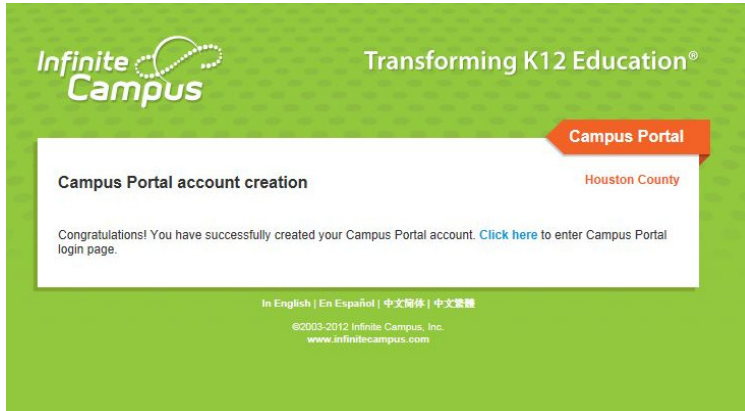 Infinite
Campus
Transforming K12 Education®
Campus Portal
Campus Portal account creation
Houston County
Congratulations! You have successfully created your Campus Portal account. Click here to enter Campus Portal
login page.
In English | En Español | 中文简体 | 中文繁體
©2003-2012 Infinite Campus, Inc.
www.infinitecampus.com